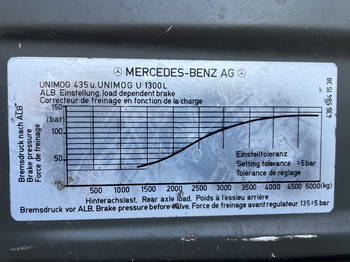 MERCEDES-BENZ AG
UNIMOG 435 u. UNIMOG U 1300 L
ALB Einstellung, load dependent brake
Correcteur de freinage en fonction de la charge
435 584 15 38
Bremsdruck nach ALB
Brake pressure
Force de freinage
150
(bar)
100
50
Einstelltoleranz
Setting tolerance ±5 bar
Tolerance de réglage
500 1000 1500 2000 2500 3000 3500 4000 4500 5000 (kg)
Hinterachslast, Rear axle load, Poids à l'essieu arrière
Bremsdruck vor ALB, Brake pressure before valve, Force de freinage avant regulateur 135±5 bar